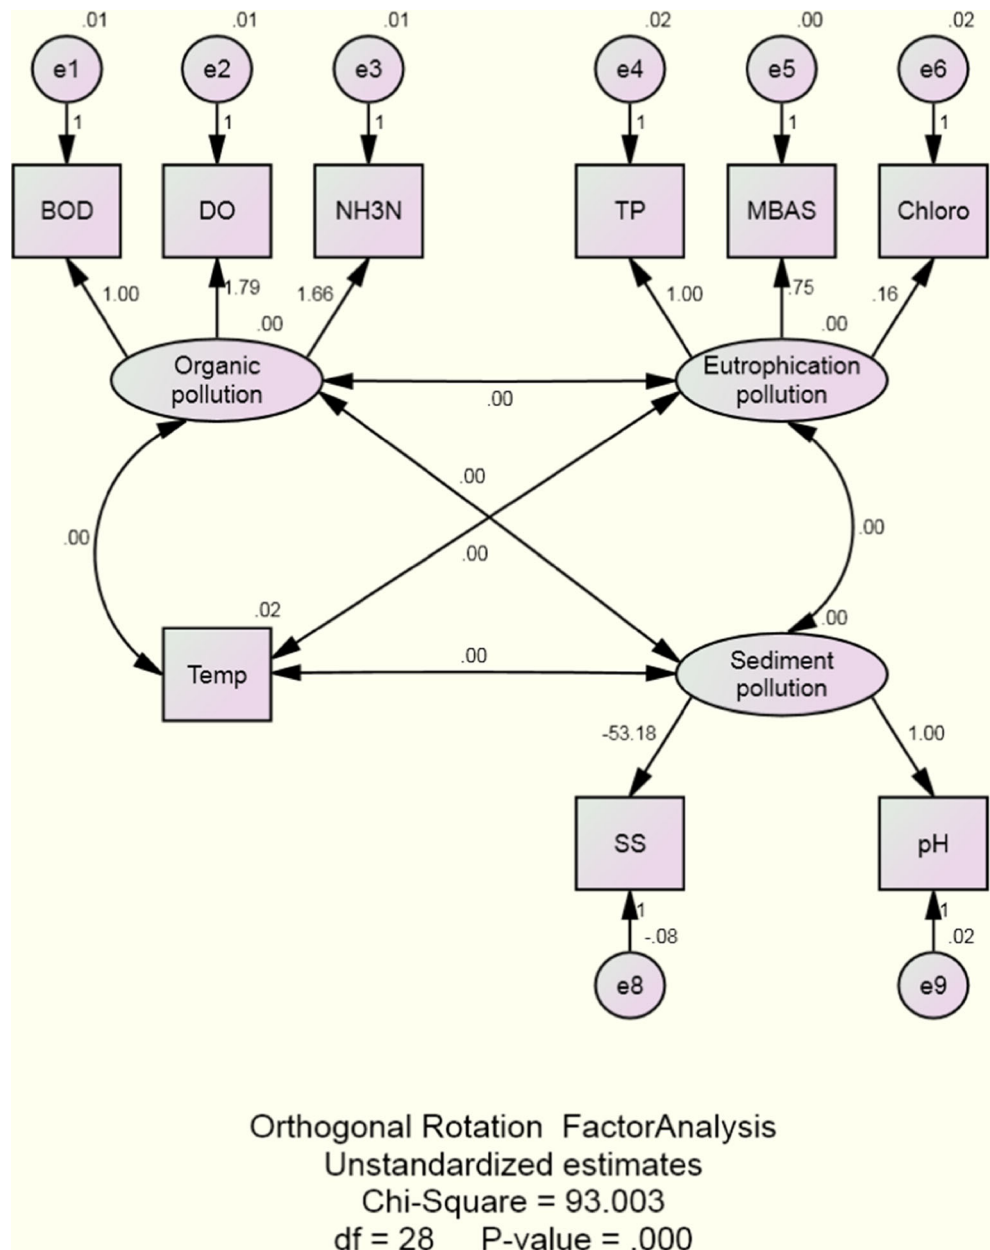 .01 .01 .01 .02 .00 .02
e1 e2 e3 e4 e5 e6
1 1 1 1 1 1
BOD DO NH3N TP MBAS Chloro
1.00 1.79 1.66 1.00 .75 .16
.00 .00
Organic
pollution
Eutrophication
pollution
.00
.00
.00 .00
.00
.02 .00
Temp .00
Sediment
pollution
-53.18 1.00
SS pH
1 1
-.08 .02
e8 e9
Orthogonal Rotation FactorAnalysis
Unstandardized estimates
Chi-Square = 93.003
df = 28 P-value = .000